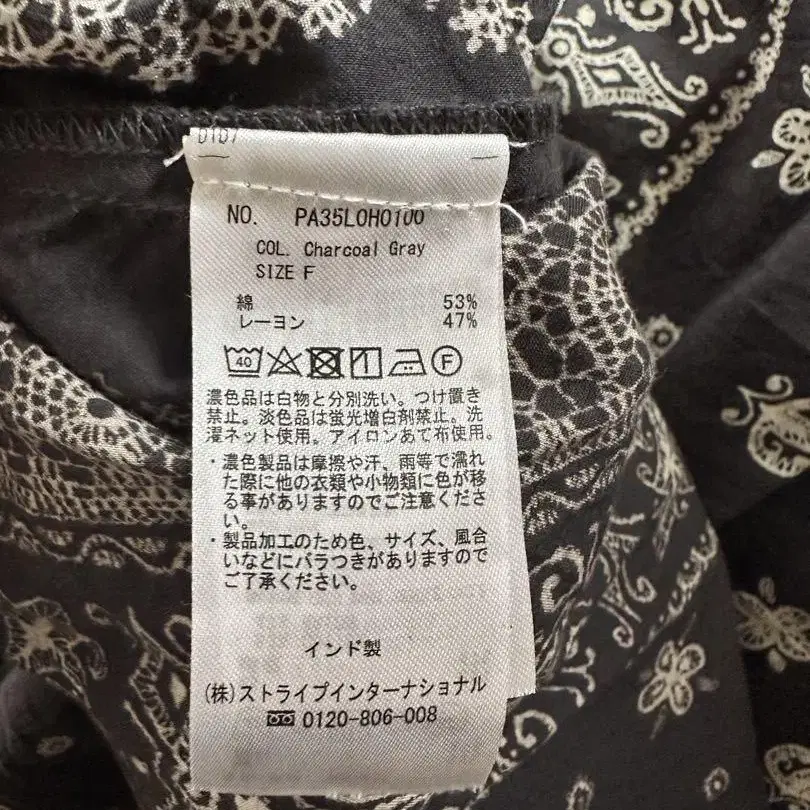 NO. PA35L0H0100
COL. Charcoal Gray
SIZE F
綿 53%
レーヨン 47%
40
F
濃色品は白物と分別洗い。つけ置き
禁止。淡色品は蛍光増白剤禁止。洗
濯ネット使用。アイロンあて布使用。
・濃色製品は摩擦や汗、雨等で濡れ
た際に他の衣類や小物類に色が移
る事がありますのでご注意くださ
い。
・製品加工のため色、サイズ、風合
いなどにバラつきがありますので
ご了承ください。
インド製
(株)ストライプインターナショナル
0120-806-008